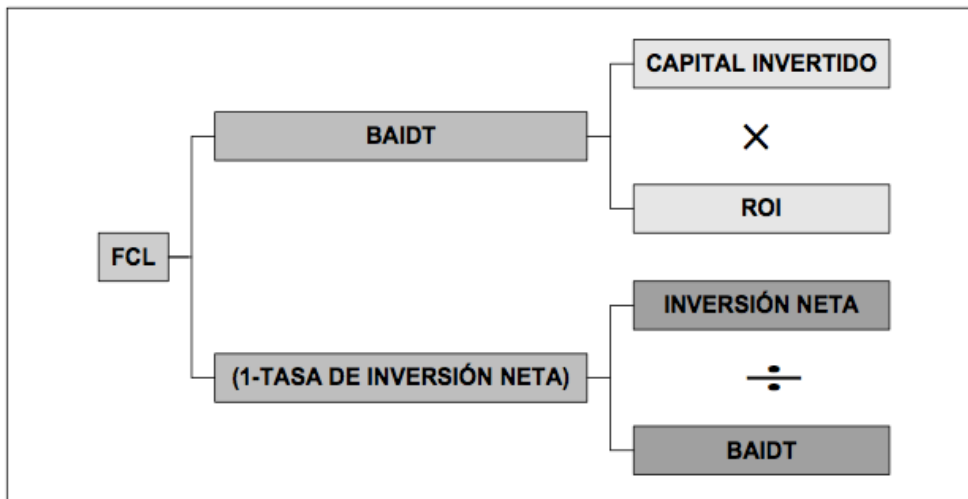 CAPITAL INVERTIDO
BAIDT
×
ROI
FCL
INVERSIÓN NETA
(1-TASA DE INVERSIÓN NETA)
÷
BAIDT